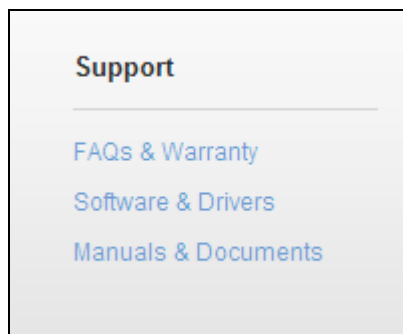 Support
FAQs & Warranty
Software & Drivers
Manuals & Documents